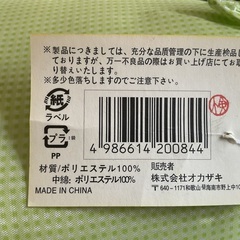 ※製品につきましては、充分な品質管理の下に生産検品し
ておりますが、万一不良品の場合はお買い上げ店にてお
取り替えいたします。
※多少色落ちしますのでご注意ください。
紙
ラベル
プラ
袋
PP
4 986614 200844
材質/ポリエステル100%
中綿:ポリエステル100%
MADE IN CHINA
販売者
株式会社オカザキ
〒640-1171和歌山県海南市野上中10